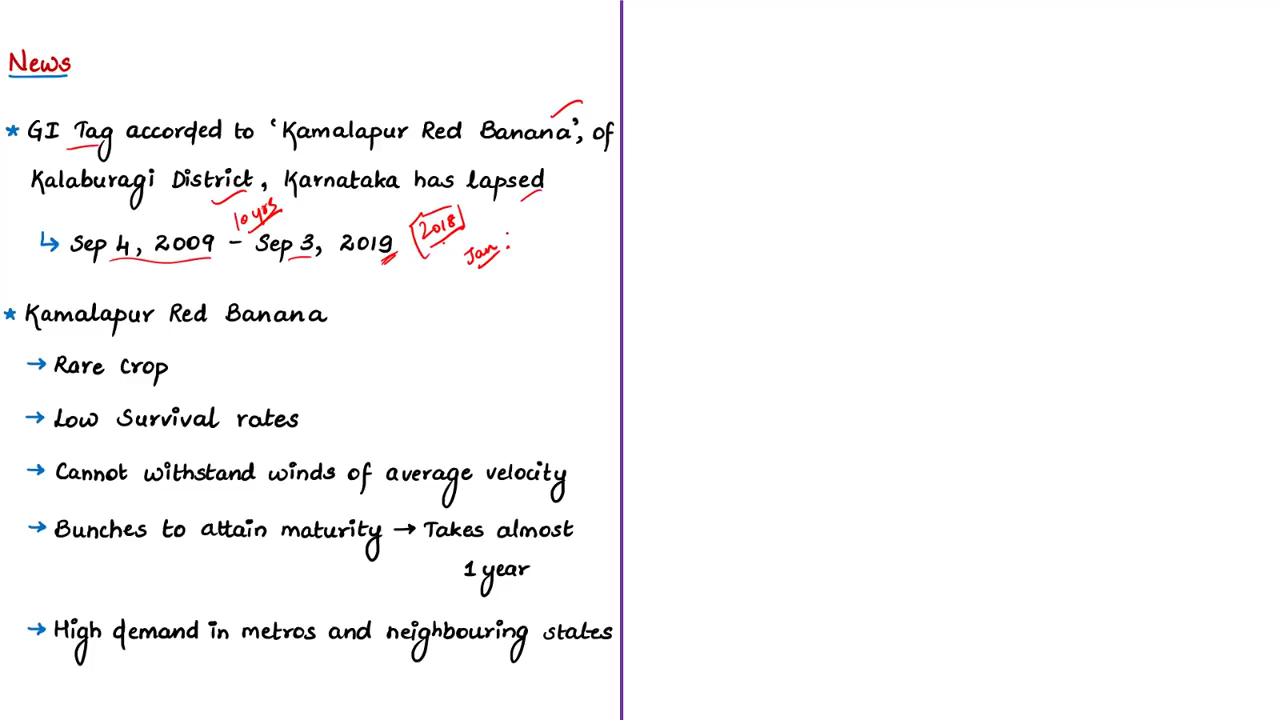 News
* GI Tag accorded to 'Kamalapur Red Banana', of
Kalaburagi District, Karnataka has lapsed
10 yrs
↳ Sep 4, 2009 - Sep 3, 2019 [2018]
Jan :
* Kamalapur Red Banana
→ Rare crop
→ Low Survival rates
→ Cannot withstand winds of average velocity
→ Bunches to attain maturity → Takes almost
1 year
→ High demand in metros and neighbouring states